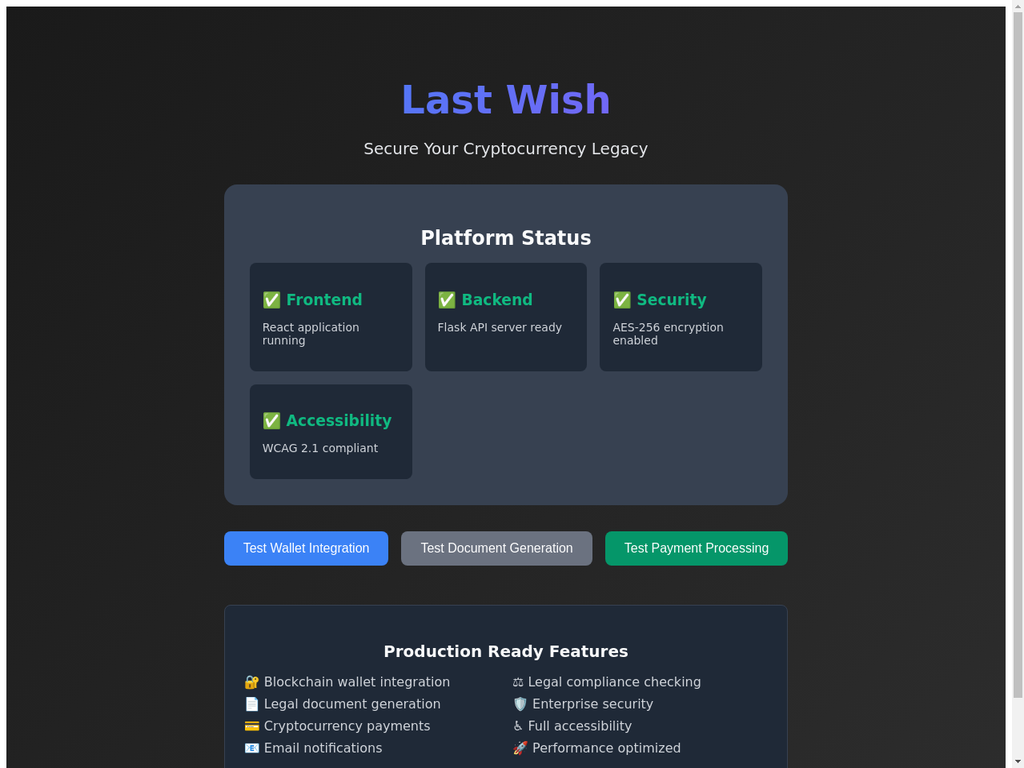 Last Wish
Secure Your Cryptocurrency Legacy
Platform Status
✅ Frontend
React application
running
✅ Backend
Flask API server ready
✅ Security
AES-256 encryption
enabled
✅ Accessibility
WCAG 2.1 compliant
Test Wallet Integration
Test Document Generation
Test Payment Processing
Production Ready Features
🔐 Blockchain wallet integration
⚖ Legal compliance checking
📄 Legal document generation
🛡️ Enterprise security
💳 Cryptocurrency payments
♿ Full accessibility
📧 Email notifications
🚀 Performance optimized